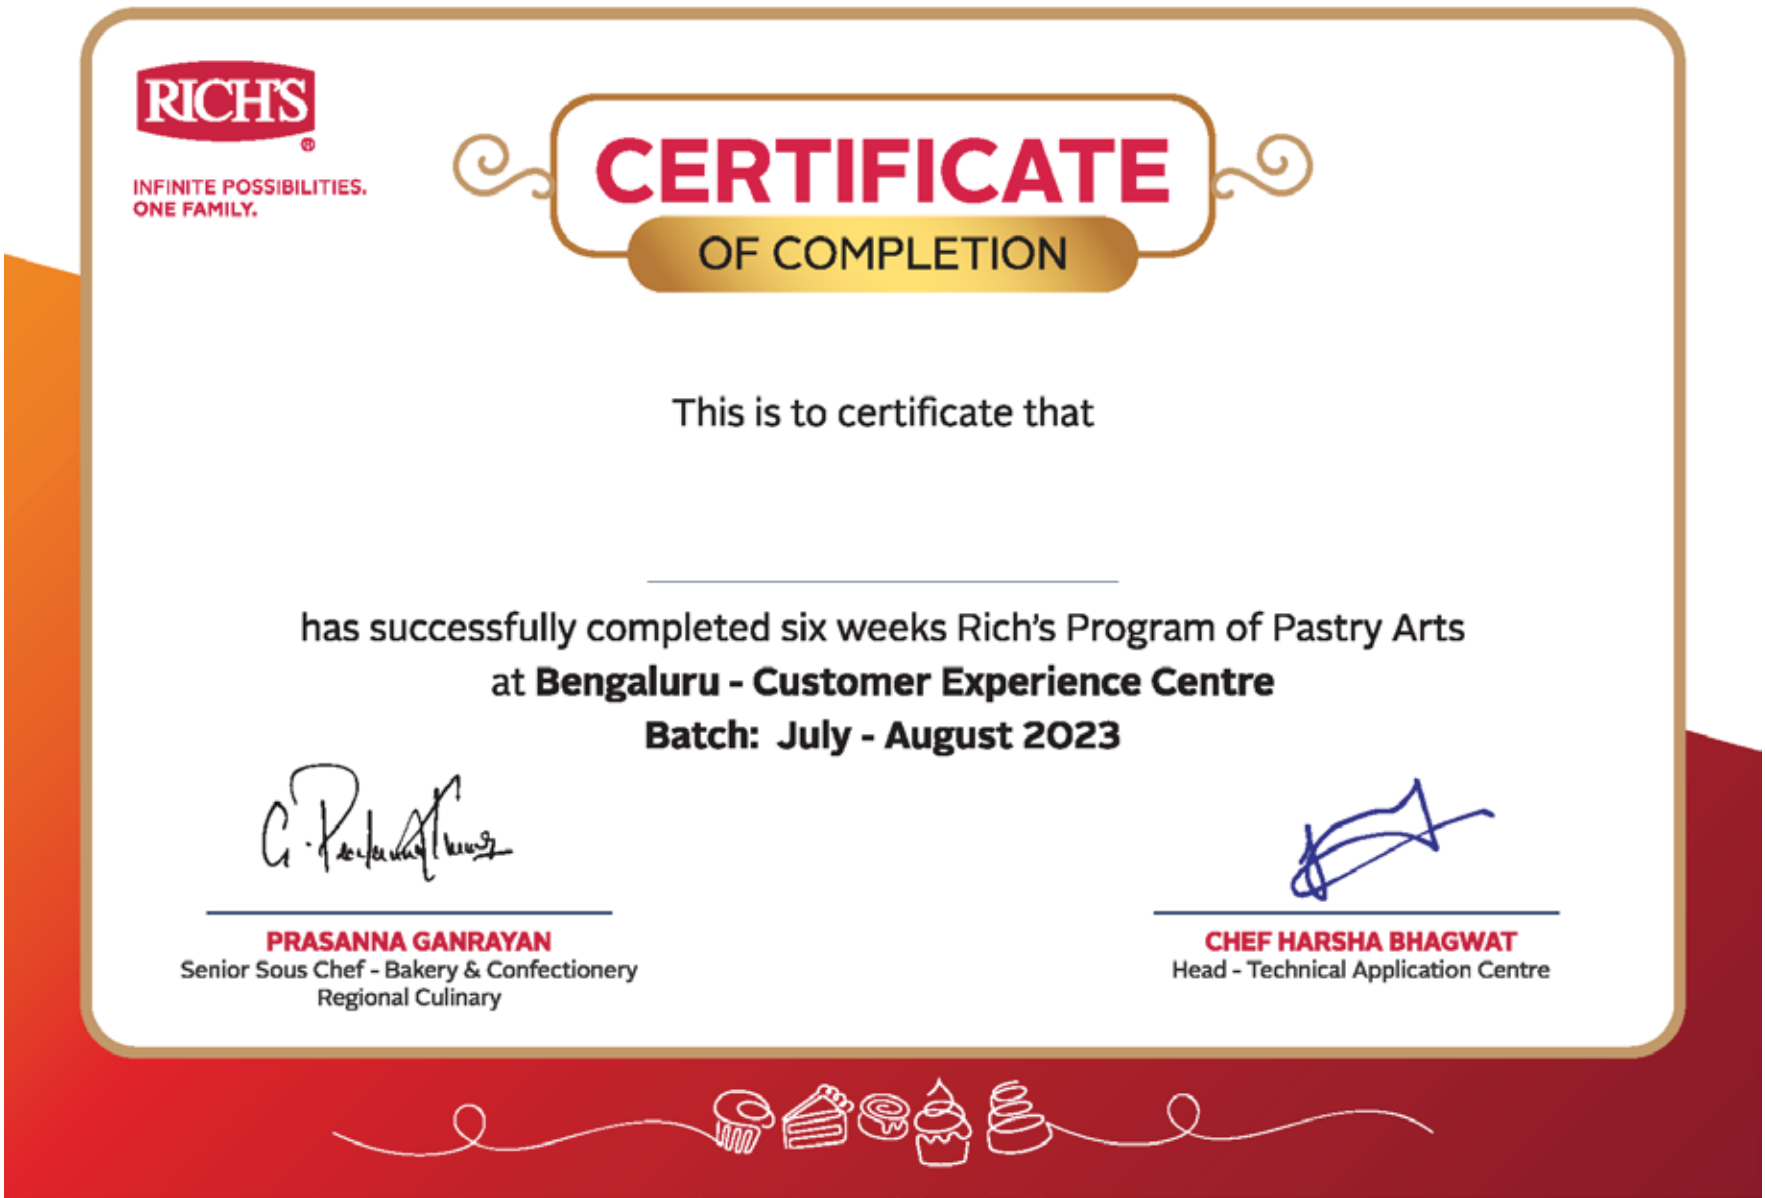 RICH'S
®
INFINITE POSSIBILITIES.
ONE FAMILY.
CERTIFICATE
OF COMPLETION
This is to certificate that
has successfully completed six weeks Rich's Program of Pastry Arts
at Bengaluru - Customer Experience Centre
Batch: July - August 2023
PRASANNA GANRAYAN
Senior Sous Chef - Bakery & Confectionery
Regional Culinary
CHEF HARSHA BHAGWAT
Head - Technical Application Centre